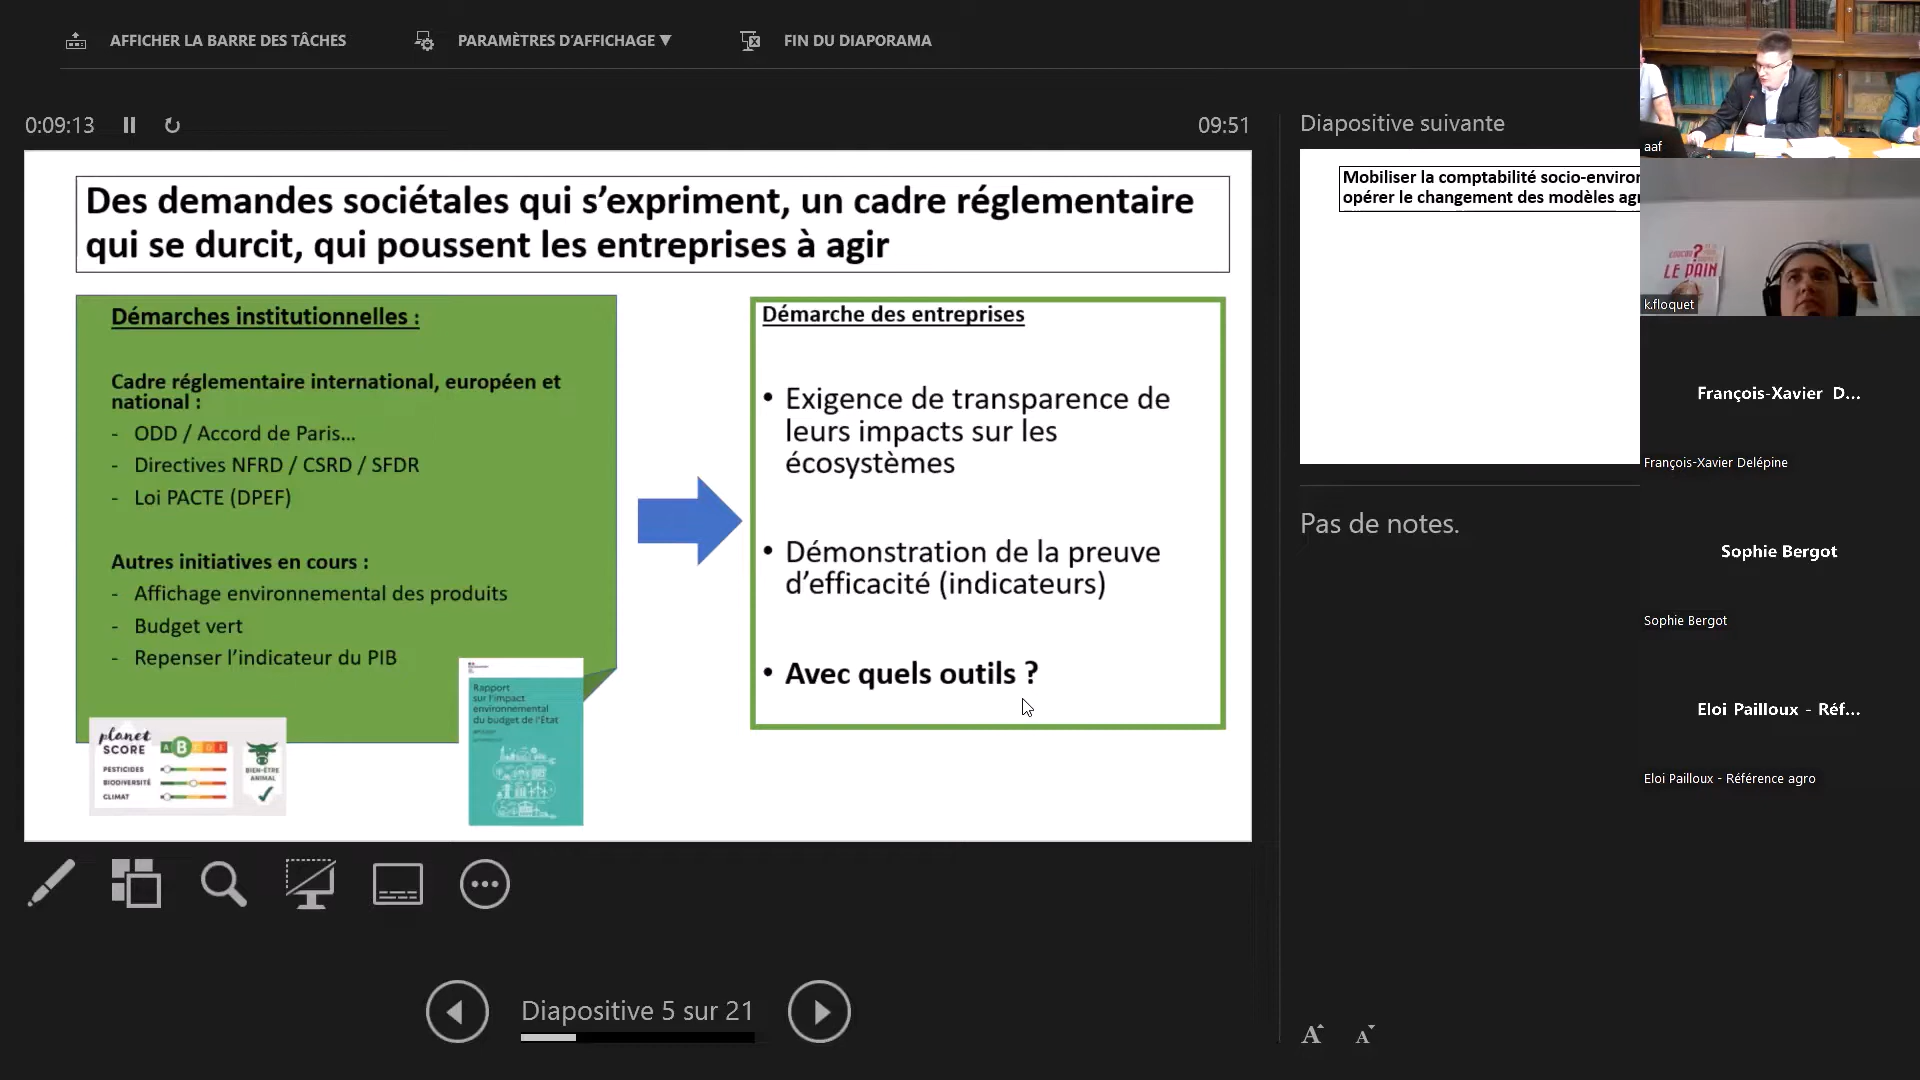 AFFICHER LA BARRE DES TÂCHES
PARAMÈTRES D'AFFICHAGE ▼
FIN DU DIAPORAMA
0:09:13
09:51
Des demandes sociétales qui s’expriment, un cadre réglementaire
qui se durcit, qui poussent les entreprises à agir
Démarches institutionnelles :
Cadre réglementaire international, européen et
national :
- ODD / Accord de Paris...
- Directives NFRD / CSRD / SFDR
- Loi PACTE (DPEF)
Autres initiatives en cours :
- Affichage environnemental des produits
- Budget vert
- Repenser l’indicateur du PIB
planet
SCORE
A B C D E
PESTICIDES
BIODIVERSITÉ
CLIMAT
BIEN-ÊTRE
ANIMAL
Rapport
sur l'impact
environnemental
du budget de l'État
Démarche des entreprises
• Exigence de transparence de
leurs impacts sur les
écosystèmes
• Démonstration de la preuve
d’efficacité (indicateurs)
• Avec quels outils ?
Diapositive 5 sur 21
Diapositive suivante
Mobiliser la comptabilité socio-enviro
opérer le changement des modèles ag
Pas de notes.
A A
aaf
LE PAIN
k.floquet
François-Xavier D...
François-Xavier Delépine
Sophie Bergot
Sophie Bergot
Eloi Pailloux - Réf...
Eloi Pailloux - Référence agro